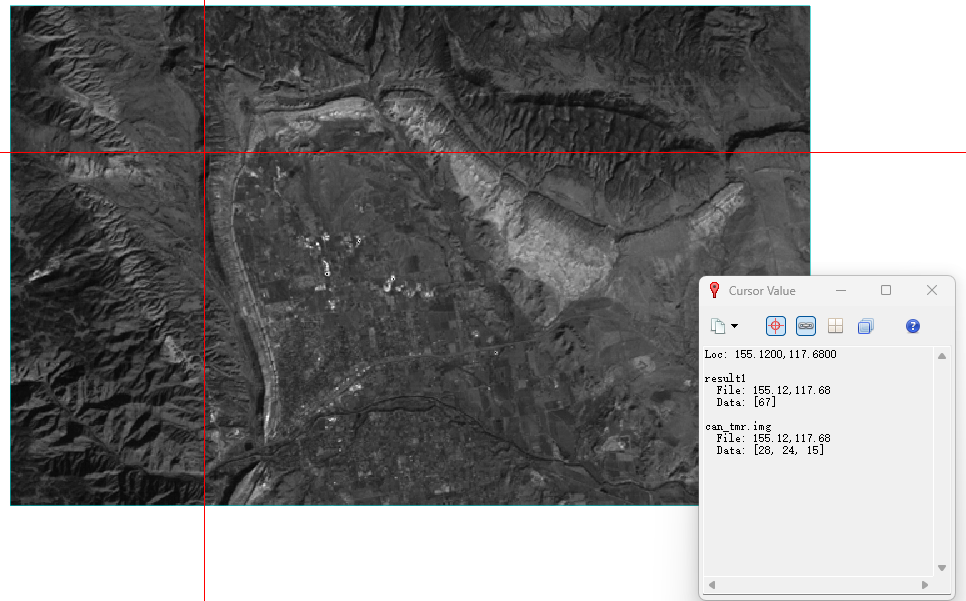 Cursor Value
Loc: 155.1200,117.6800
result1
File: 155.12,117.68
Data: [67]
can_tmr.img
File: 155.12,117.68
Data: [28, 24, 15]